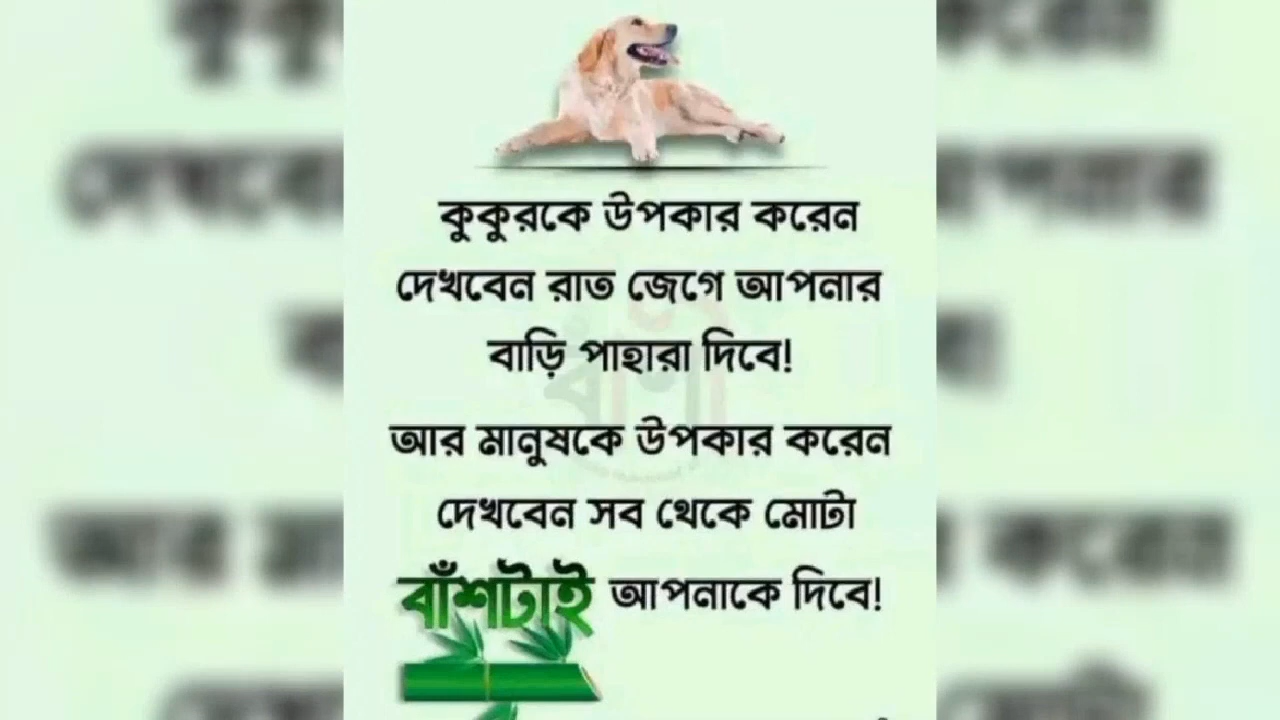 কুকুরকে উপকার করেন
দেখবেন রাত জেগে আপনার
বাড়ি পাহারা দিবে!
আর মানুষকে উপকার করেন
দেখবেন সব থেকে মোটা
বাঁশটাই আপনাকে দিবে!